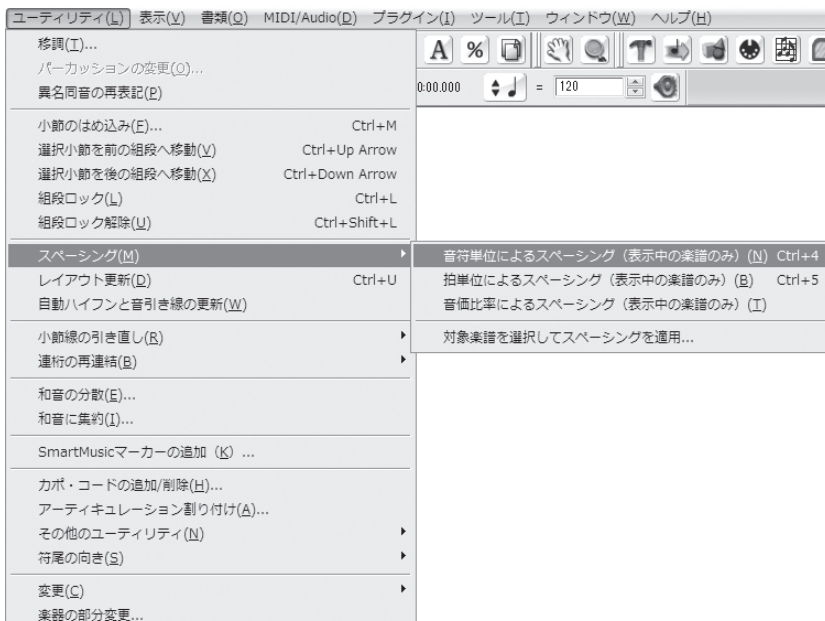 ユーティリティ(L) 表示(V) 書類(O) MIDI/Audio(D) プラグイン(I) ツール(T) ウィンドウ(W) ヘルプ(H)
移調(T)...
パーカッションの変更(O)...
異名同音の再表記(P)
A %
0:00.000 = 120
小節のはめ込み(F)... Ctrl+M
選択小節を前の組段へ移動(V) Ctrl+Up Arrow
選択小節を後の組段へ移動(X) Ctrl+Down Arrow
組段ロック(L) Ctrl+L
組段ロック解除(U) Ctrl+Shift+L
スペーシング(M)
レイアウト更新(D) Ctrl+U
自動ハイフンと音引き線の更新(W)
小節線の引き直し(R)
連桁の再連結(B)
和音の分散(E)...
和音に集約(I)...
SmartMusicマーカーの追加（K）...
カポ・コードの追加/削除(H)...
アーティキュレーション割り付け(A)...
その他のユーティリティ(N)
符尾の向き(S)
変更(C)
楽器の部分変更...
音符単位によるスペーシング（表示中の楽譜のみ）(N) Ctrl+4
拍単位によるスペーシング（表示中の楽譜のみ）(B) Ctrl+5
音価比率によるスペーシング（表示中の楽譜のみ）(T)
対象楽譜を選択してスペーシングを適用...